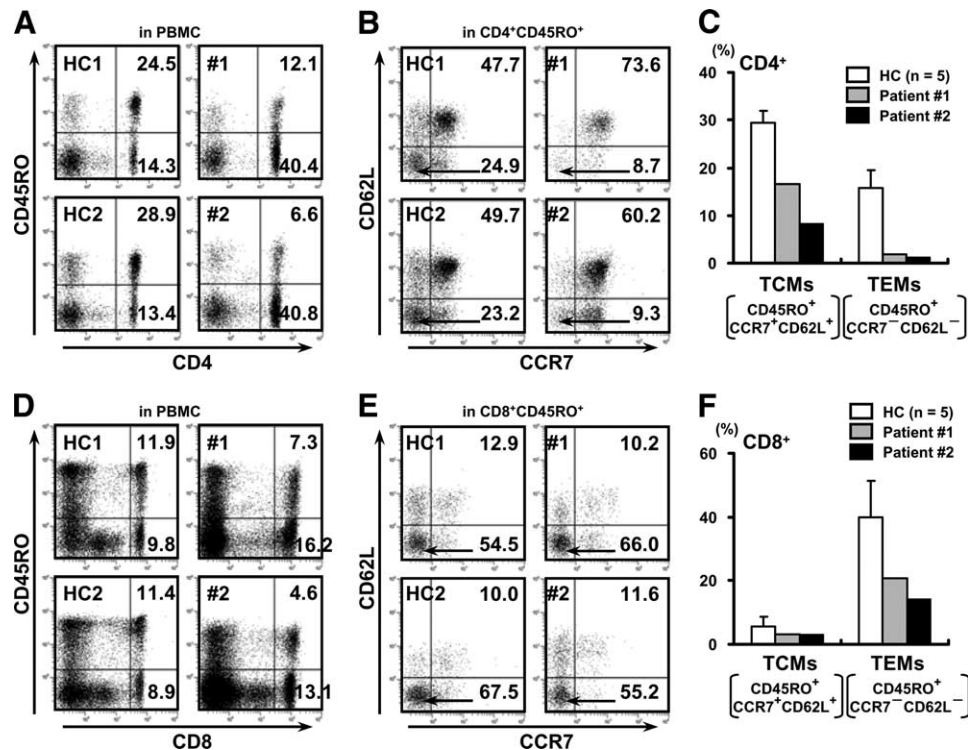 A
in PBMC
HC1 24.5
14.3
#1 12.1
40.4
HC2 28.9
13.4
#2 6.6
40.8
CD45RO
CD4
B
in CD4+CD45RO+
HC1 47.7
24.9
#1 73.6
8.7
HC2 49.7
23.2
#2 60.2
9.3
CD62L
CCR7
C
(%)
CD4+
HC (n = 5)
Patient #1
Patient #2
40
30
20
10
0
TCMs TEMs
CD45RO+ CD45RO+
CCR7+CD62L+ CCR7−CD62L−
D
in PBMC
HC1 11.9
9.8
#1 7.3
16.2
HC2 11.4
8.9
#2 4.6
13.1
CD45RO
CD8
E
in CD8+CD45RO+
HC1 12.9
54.5
#1 10.2
66.0
HC2 10.0
67.5
#2 11.6
55.2
CD62L
CCR7
F
(%)
CD8+
HC (n = 5)
Patient #1
Patient #2
60
40
20
0
TCMs TEMs
CD45RO+ CD45RO+
CCR7+CD62L+ CCR7−CD62L−